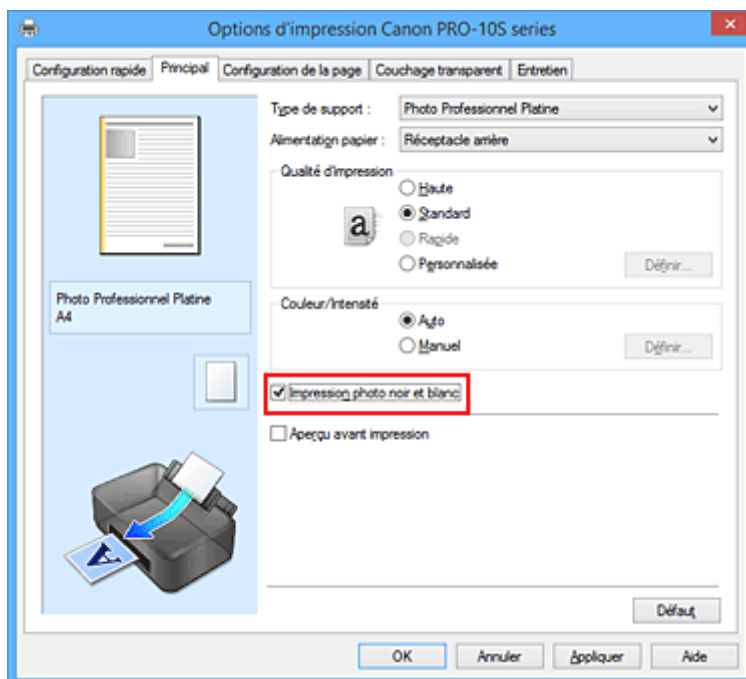 Options d'impression Canon PRO-10S series
Configuration rapide Principal Configuration de la page Couchage transparent Entretien
Type de support : Photo Professionnel Platine
Alimentation papier : Réceptacle arrière
Qualité d'impression
Haute
a Standard
Rapide
Personnalisée Définir...
Photo Professionnel Platine
A4
Couleur/Intensité
Auto
Manuel Définir...
Impression photo noir et blanc
Aperçu avant impression
A
Défaut
OK Annuler Appliquer Aide